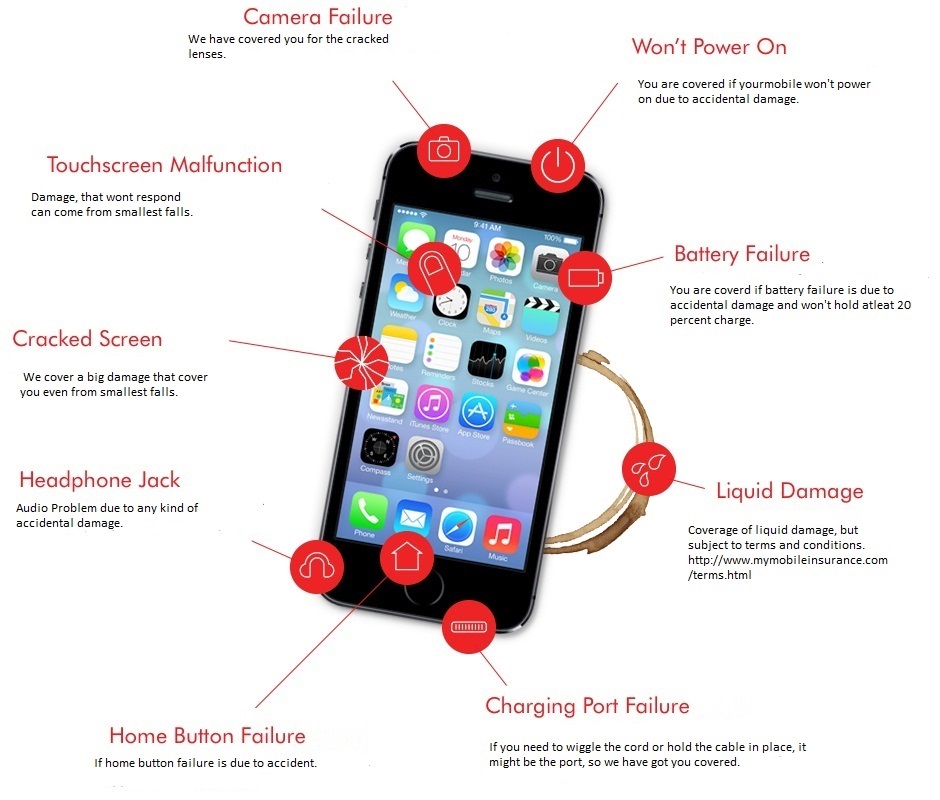 Camera Failure
We have covered you for the cracked
lenses.
Won't Power On
You are covered if yourmobile won't power
on due to accidental damage.
Touchscreen Malfunction
Damage, that wont respond
can come from smallest falls.
Battery Failure
You are coverd if battery failure is due to
accidental damage and won't hold atleat 20
percent charge.
Cracked Screen
We cover a big damage that cover
you even from smallest falls.
Headphone Jack
Audio Problem due to any kind of
accidental damage.
Liquid Damage
Coverage of liquid damage, but
subject to terms and conditions.
http://www.mymobileinsurance.com
/terms.html
Home Button Failure
If home button failure is due to accident.
Charging Port Failure
If you need to wiggle the cord or hold the cable in place, it
might be the port, so we have got you covered.
9:41 AM
100%
Monday
10
Photos
Camera
Weather
Clock
Maps
280
Videos
Reminders
Stocks
Game Center
Newsstand
iTunes Store
App Store
Passbook
Compass
Settings
Phone
Safari
Music